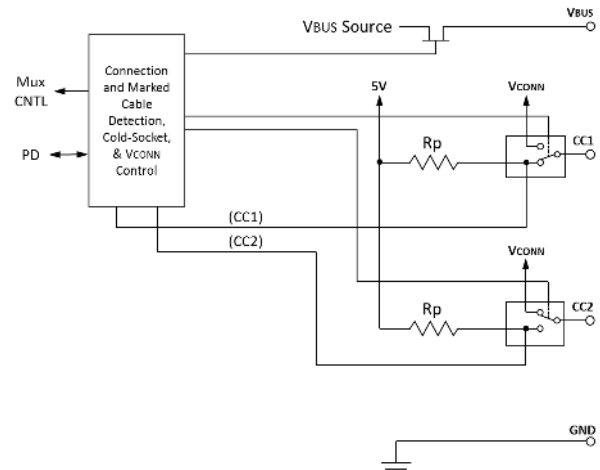 VBUS Source
VBUS
Connection
and Marked
Cable
Detection,
Cold-Socket,
& VCONN
Control
Mux
CNTL
PD
5V
VCONN
Rp
CC1
(CC1)
(CC2)
VCONN
Rp
CC2
GND